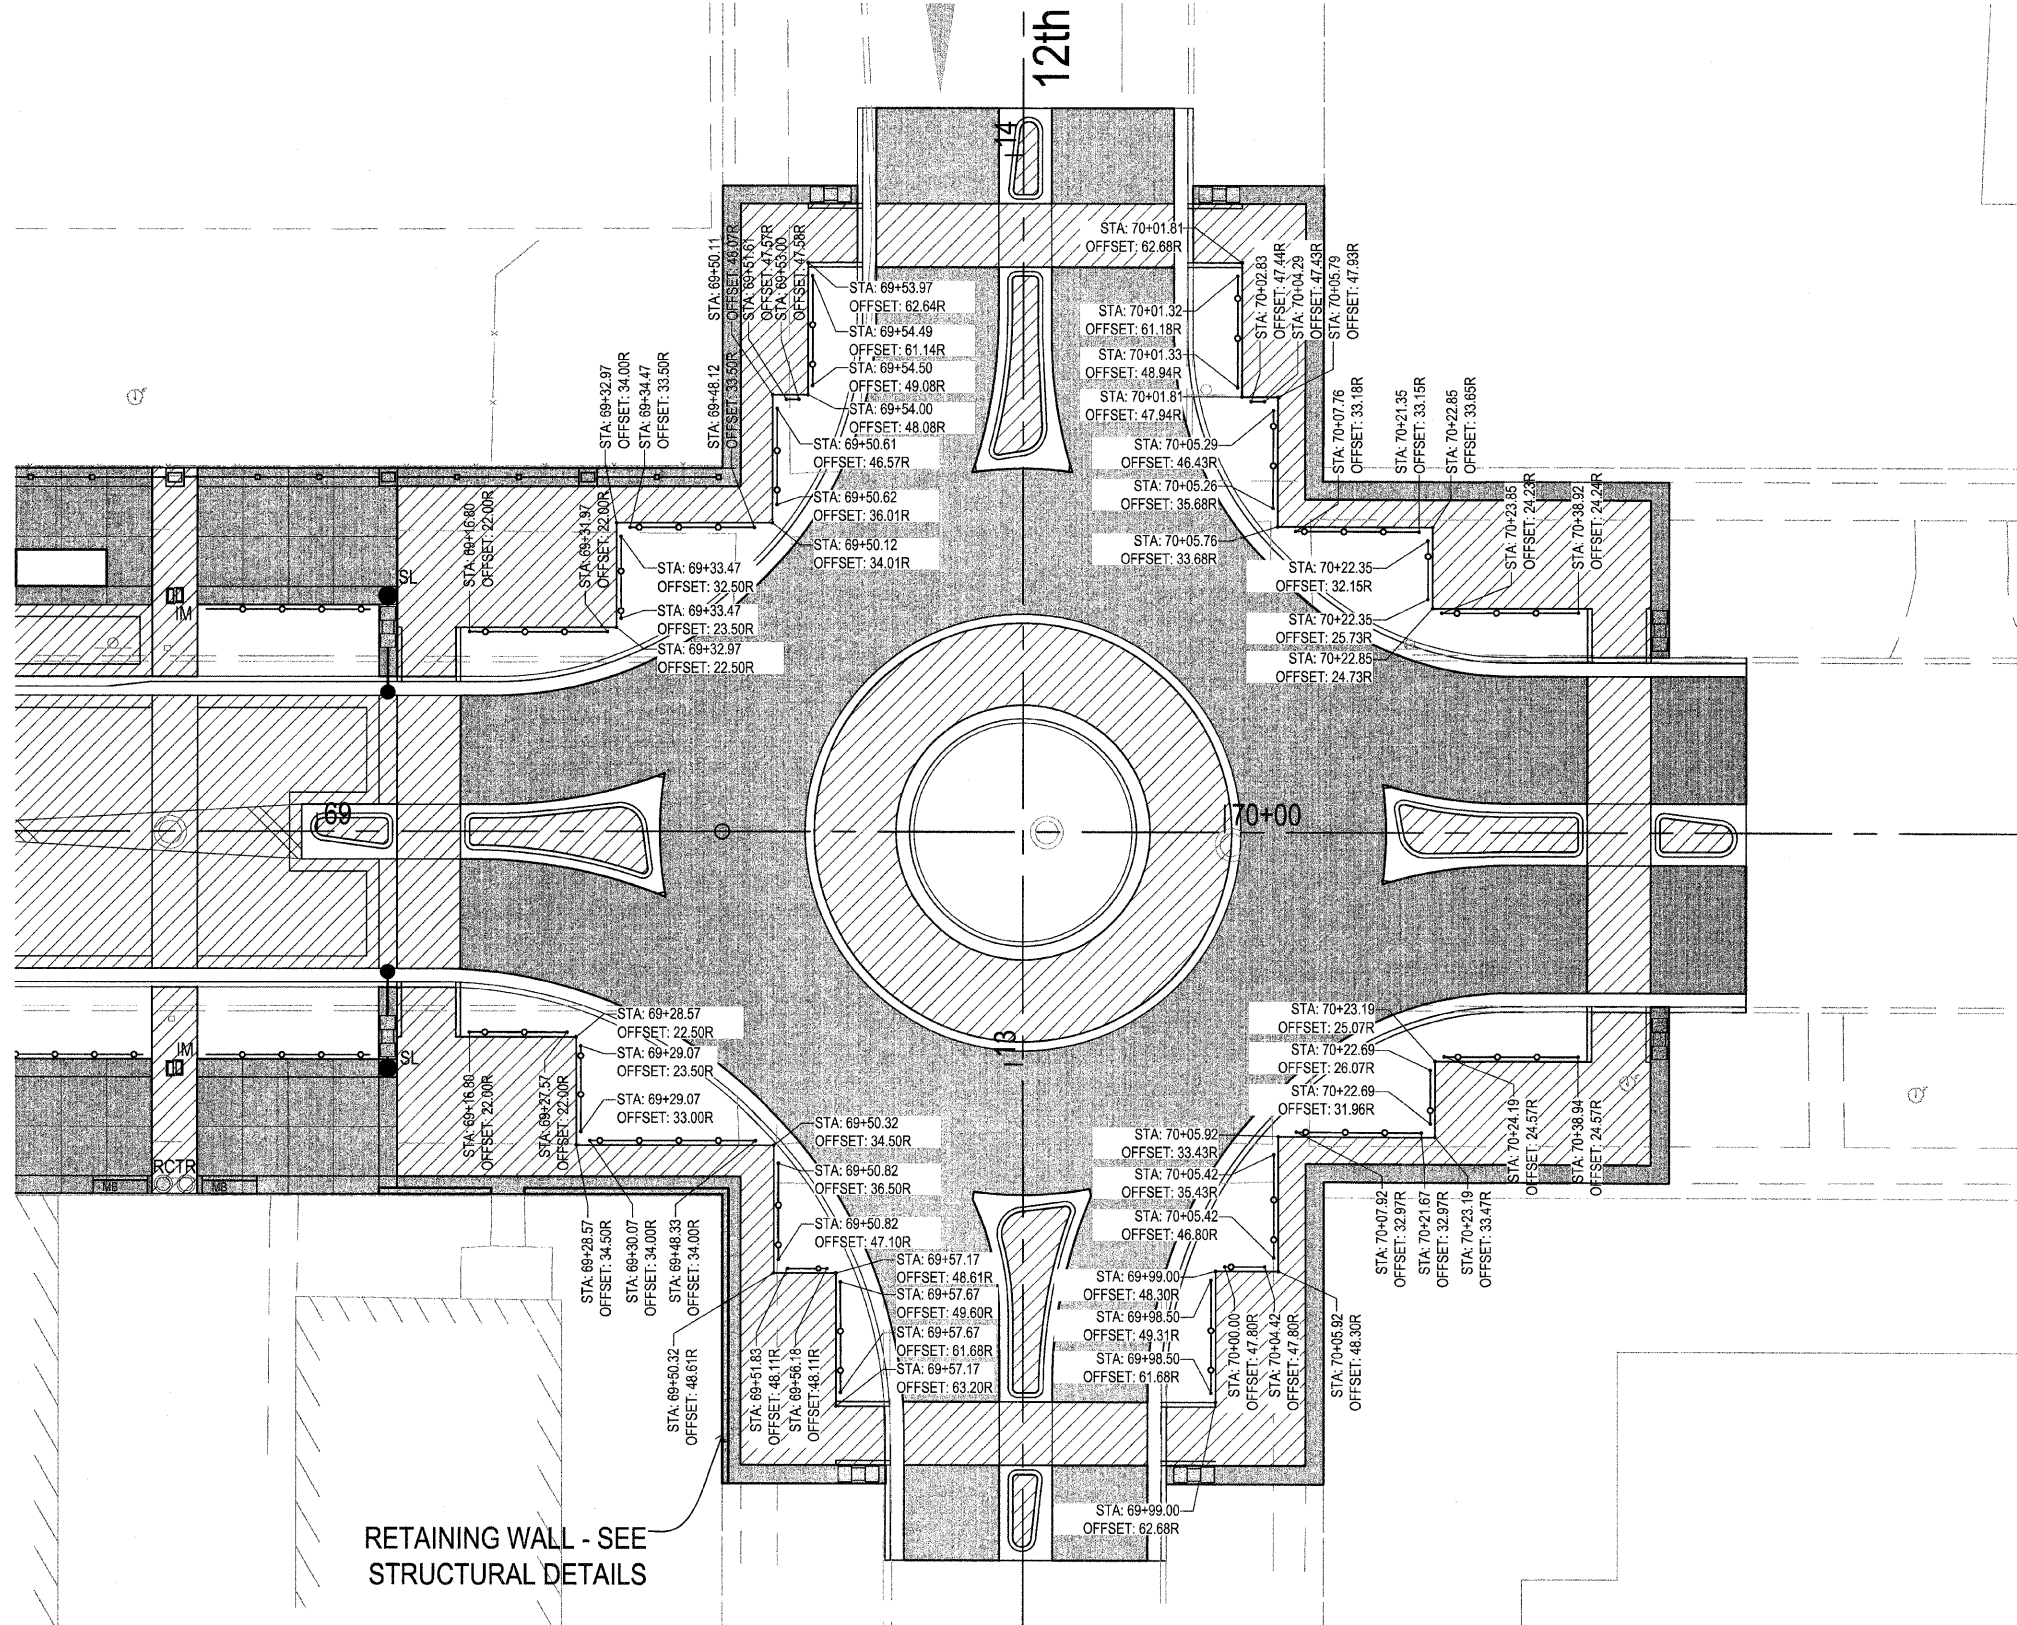 12th
14
STA: 70+01.81
OFFSET: 62.68R
STA: 69+50.11
OFFSET: 48.07R
STA: 69+51.61
OFFSET: 47.57R
STA: 69+53.00
OFFSET: 47.58R
STA: 69+53.97
OFFSET: 62.64R
STA: 69+54.49
OFFSET: 61.14R
STA: 69+54.50
OFFSET: 49.08R
STA: 69+54.00
OFFSET: 48.08R
STA: 69+50.61
OFFSET: 46.57R
STA: 69+50.62
OFFSET: 36.01R
STA: 69+50.12
OFFSET: 34.01R
STA: 70+01.32
OFFSET: 61.18R
STA: 70+01.33
OFFSET: 48.94R
STA: 70+01.81
OFFSET: 47.94R
STA: 70+05.29
OFFSET: 46.43R
STA: 70+05.26
OFFSET: 35.68R
STA: 70+05.76
OFFSET: 33.68R
STA: 70+02.83
OFFSET: 47.44R
STA: 70+04.29
OFFSET: 47.43R
STA: 70+05.79
OFFSET: 47.93R
STA: 69+32.97
OFFSET: 34.00R
STA: 69+34.47
OFFSET: 33.50R
STA: 69+48.12
OFFSET: 33.50R
STA: 70+07.76
OFFSET: 33.18R
STA: 70+21.35
OFFSET: 33.15R
STA: 70+22.85
OFFSET: 33.65R
STA: 69+16.80
OFFSET: 22.00R
STA: 69+31.97
OFFSET: 22.00R
STA: 70+23.85
OFFSET: 24.23R
STA: 70+38.92
OFFSET: 24.24R
STA: 69+33.47
OFFSET: 32.50R
STA: 69+33.47
OFFSET: 23.50R
STA: 69+32.97
OFFSET: 22.50R
STA: 70+22.35
OFFSET: 32.15R
STA: 70+22.35
OFFSET: 25.73R
STA: 70+22.85
OFFSET: 24.73R
SL
IM
69
70+00
13
STA: 69+28.57
OFFSET: 22.50R
STA: 69+29.07
OFFSET: 23.50R
STA: 69+29.07
OFFSET: 33.00R
STA: 70+23.19
OFFSET: 25.07R
STA: 70+22.69
OFFSET: 26.07R
STA: 70+22.69
OFFSET: 31.96R
IM
SL
RCTR
MB
MB
STA: 69+16.80
OFFSET: 22.00R
STA: 69+27.57
OFFSET: 22.00R
STA: 69+50.32
OFFSET: 34.50R
STA: 69+50.82
OFFSET: 36.50R
STA: 69+50.82
OFFSET: 47.10R
STA: 70+05.92
OFFSET: 33.43R
STA: 70+05.42
OFFSET: 35.43R
STA: 70+05.42
OFFSET: 46.80R
STA: 70+24.19
OFFSET: 24.57R
STA: 70+38.94
OFFSET: 24.57R
STA: 70+07.92
OFFSET: 32.97R
STA: 70+21.67
OFFSET: 32.97R
STA: 70+23.19
OFFSET: 33.47R
STA: 69+28.57
OFFSET: 34.50R
STA: 69+30.07
OFFSET: 34.00R
STA: 69+48.33
OFFSET: 34.00R
STA: 69+57.17
OFFSET: 48.61R
STA: 69+57.67
OFFSET: 49.60R
STA: 69+57.67
OFFSET: 61.68R
STA: 69+57.17
OFFSET: 63.20R
STA: 69+99.00
OFFSET: 48.30R
STA: 69+98.50
OFFSET: 49.31R
STA: 69+98.50
OFFSET: 61.68R
STA: 69+50.32
OFFSET: 48.61R
STA: 69+51.83
OFFSET: 48.11R
STA: 69+56.18
OFFSET: 48.11R
STA: 70+00.00
OFFSET: 47.80R
STA: 70+04.42
OFFSET: 47.80R
STA: 70+05.92
OFFSET: 48.30R
STA: 69+99.00
OFFSET: 62.68R
RETAINING WALL - SEE
STRUCTURAL DETAILS